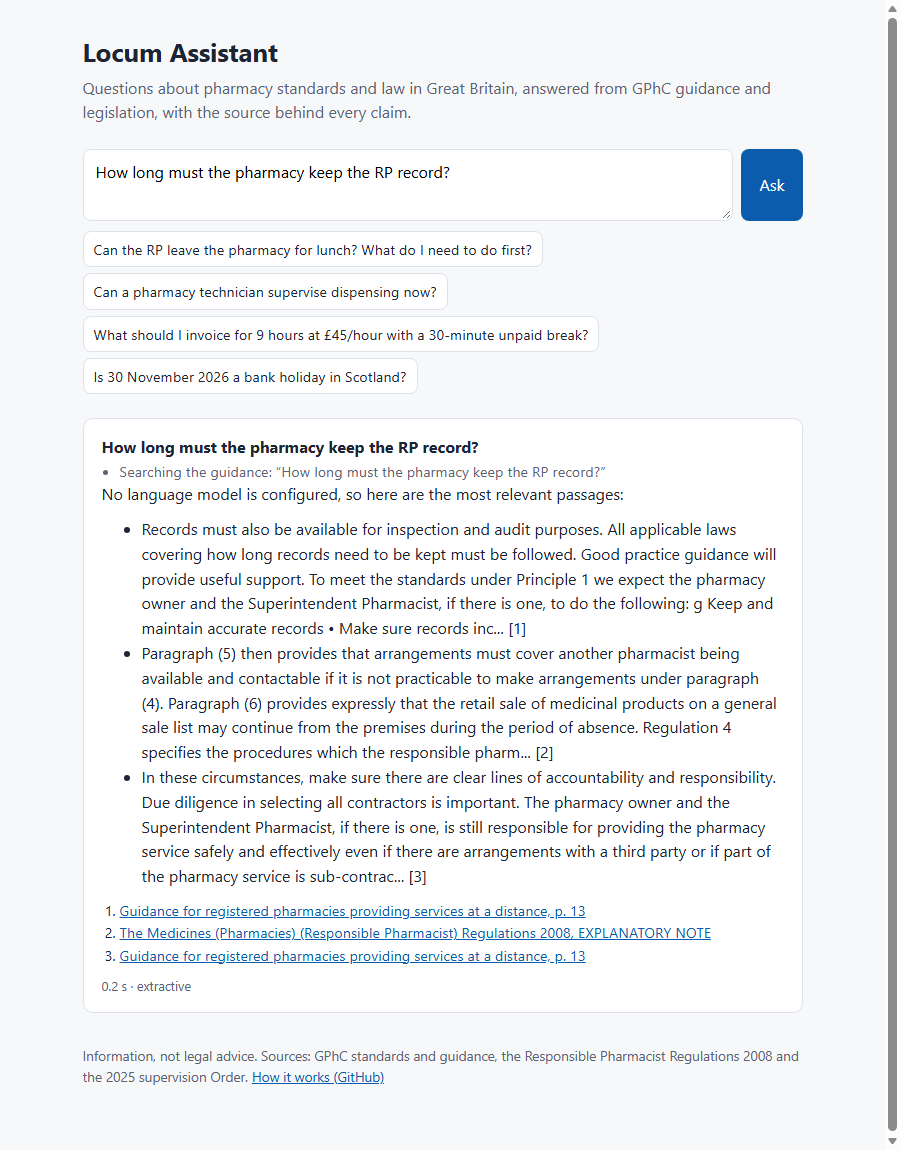 Locum Assistant
Questions about pharmacy standards and law in Great Britain, answered from GPhC guidance and
legislation, with the source behind every claim.
How long must the pharmacy keep the RP record?
Ask
Can the RP leave the pharmacy for lunch? What do I need to do first?
Can a pharmacy technician supervise dispensing now?
What should I invoice for 9 hours at £45/hour with a 30-minute unpaid break?
Is 30 November 2026 a bank holiday in Scotland?
How long must the pharmacy keep the RP record?
• Searching the guidance: “How long must the pharmacy keep the RP record?”
No language model is configured, so here are the most relevant passages:
• Records must also be available for inspection and audit purposes. All applicable laws
covering how long records need to be kept must be followed. Good practice guidance will
provide useful support. To meet the standards under Principle 1 we expect the pharmacy
owner and the Superintendent Pharmacist, if there is one, to do the following: g Keep and
maintain accurate records • Make sure records inc... [1]
• Paragraph (5) then provides that arrangements must cover another pharmacist being
available and contactable if it is not practicable to make arrangements under paragraph
(4). Paragraph (6) provides expressly that the retail sale of medicinal products on a general
sale list may continue from the premises during the period of absence. Regulation 4
specifies the procedures which the responsible pharm... [2]
• In these circumstances, make sure there are clear lines of accountability and responsibility.
Due diligence in selecting all contractors is important. The pharmacy owner and the
Superintendent Pharmacist, if there is one, is still responsible for providing the pharmacy
service safely and effectively even if there are arrangements with a third party or if part of
the pharmacy service is sub-contrac... [3]
1. Guidance for registered pharmacies providing services at a distance, p. 13
2. The Medicines (Pharmacies) (Responsible Pharmacist) Regulations 2008, EXPLANATORY NOTE
3. Guidance for registered pharmacies providing services at a distance, p. 13
0.2 s · extractive
Information, not legal advice. Sources: GPhC standards and guidance, the Responsible Pharmacist Regulations 2008 and
the 2025 supervision Order. How it works (GitHub)